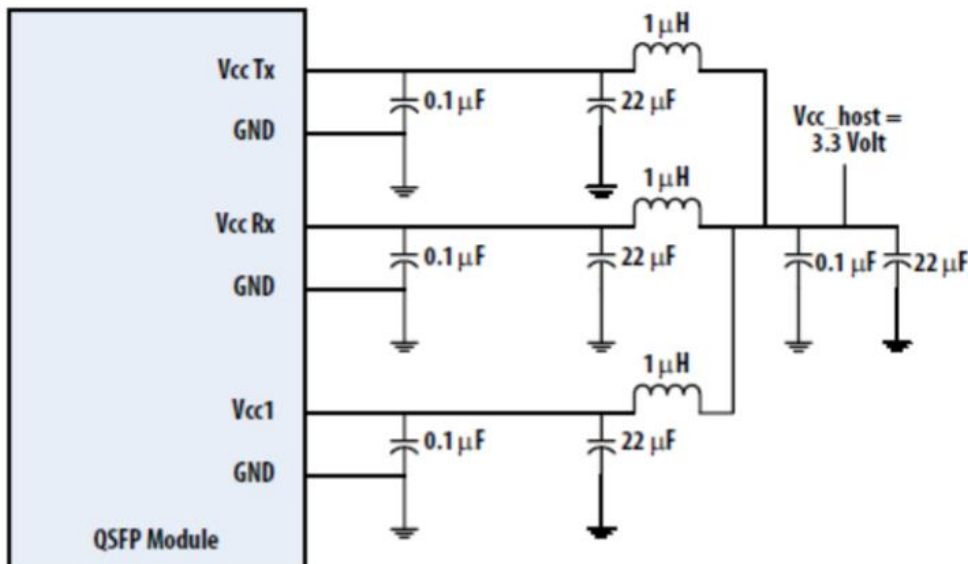 1 μH
Vcc Tx
0.1 μF
22 μF
GND
Vcc_host =
3.3 Volt
1 μH
Vcc Rx
0.1 μF
22 μF
0.1 μF
22 μF
GND
1 μH
Vcc1
0.1 μF
22 μF
GND
QSFP Module